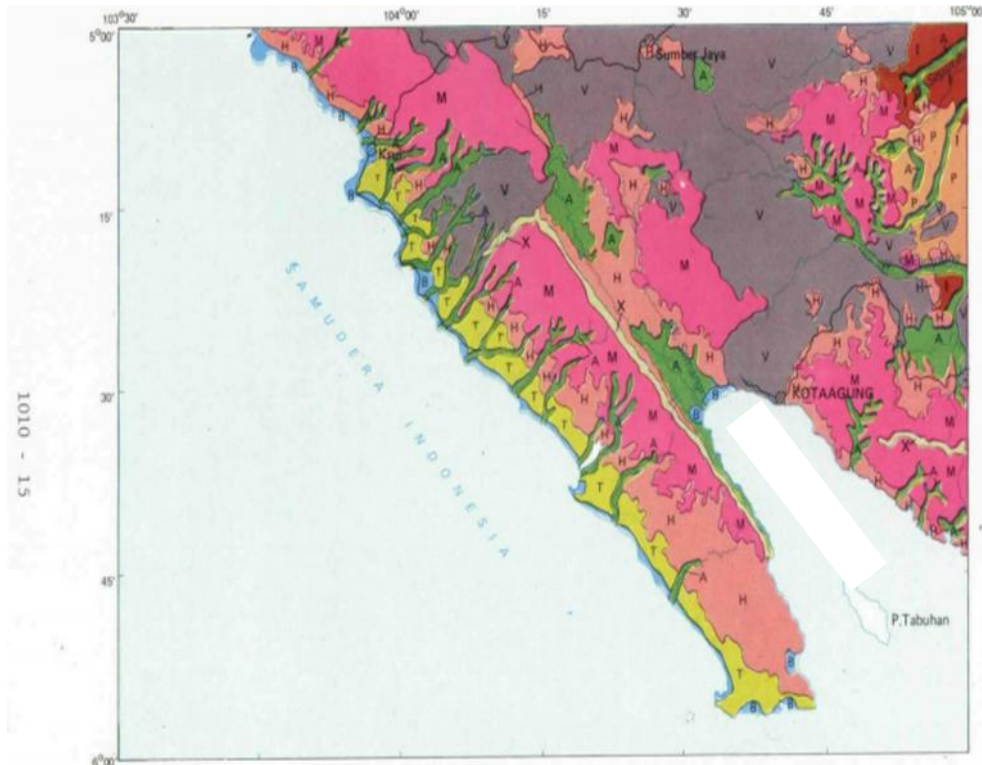 103°30'
104°00'
15'
30'
45'
105°00'
5°00'
15'
30'
45'
6°00'
Sumber Jaya
Krui
KOTAAGUNG
SAMUDERA INDONESIA
P.Tabuhan
1010 - 15
H
M
B
V
A
I
P
T
X